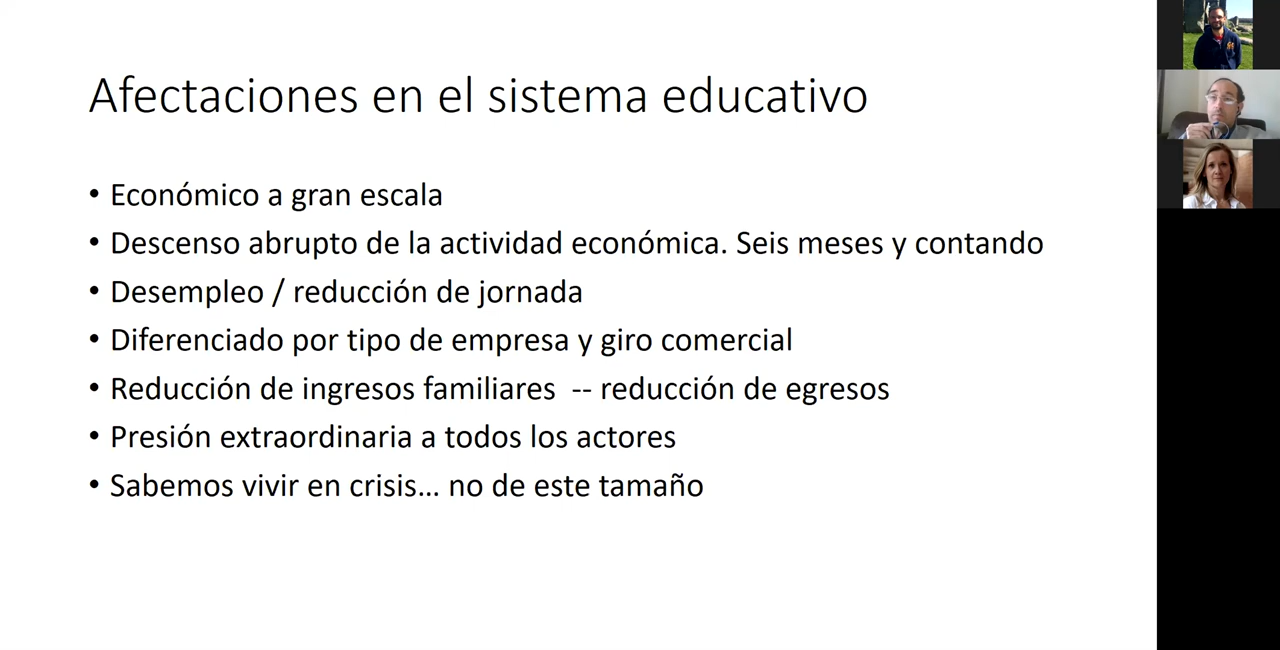 Afectaciones en el sistema educativo
• Económico a gran escala
• Descenso abrupto de la actividad económica. Seis meses y contando
• Desempleo / reducción de jornada
• Diferenciado por tipo de empresa y giro comercial
• Reducción de ingresos familiares  -- reducción de egresos
• Presión extraordinaria a todos los actores
• Sabemos vivir en crisis… no de este tamaño